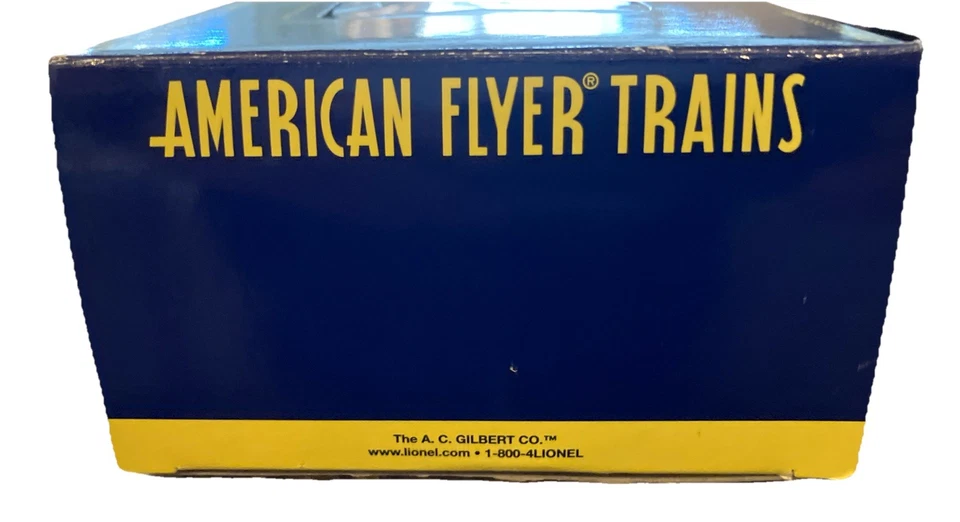 AMERICAN FLYER® TRAINS
The A. C. GILBERT CO.™
www.lionel.com • 1-800-4LIONEL